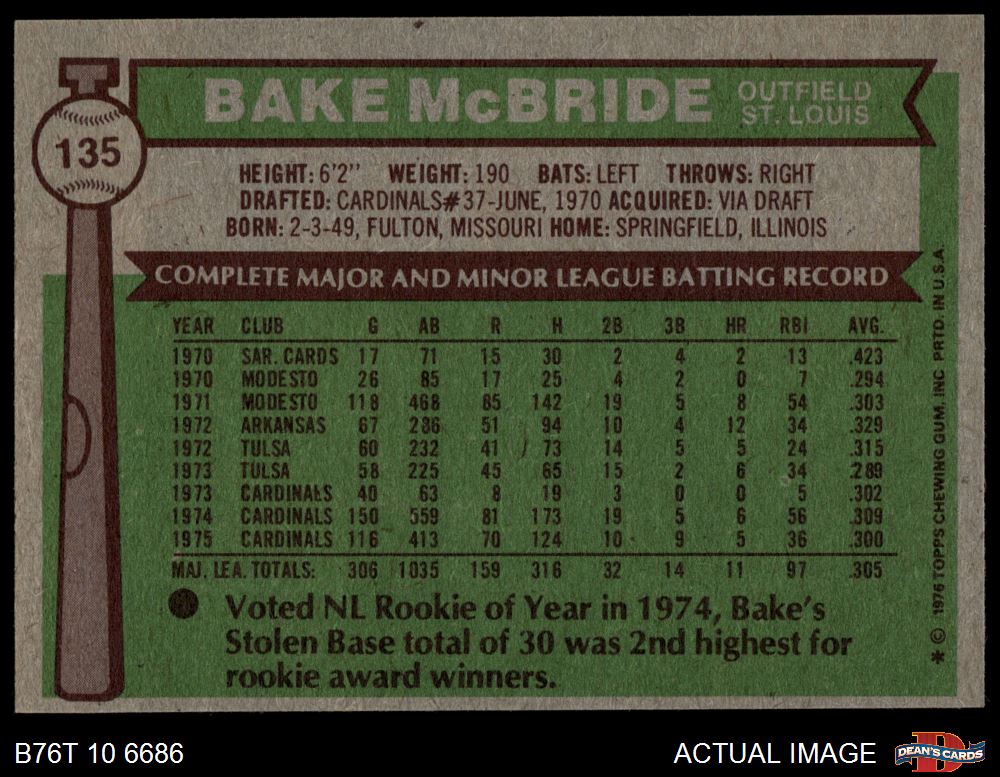 135
BAKE McBRIDE
OUTFIELD
ST. LOUIS
HEIGHT: 6'2" WEIGHT: 190 BATS: LEFT THROWS: RIGHT
DRAFTED: CARDINALS#37-JUNE, 1970 ACQUIRED: VIA DRAFT
BORN: 2-3-49, FULTON, MISSOURI HOME: SPRINGFIELD, ILLINOIS
COMPLETE MAJOR AND MINOR LEAGUE BATTING RECORD
YEAR CLUB G AB R H 2B 3B HR RBI AVG.
1970 SAR. CARDS 17 71 15 30 2 4 2 13 .423
1970 MODESTO 26 85 17 25 4 2 0 7 .294
1971 MODESTO 118 468 85 142 19 5 8 54 .303
1972 ARKANSAS 67 286 51 94 10 4 12 34 .329
1972 TULSA 60 232 41 73 14 5 5 24 .315
1973 TULSA 58 225 45 65 15 2 6 34 .289
1973 CARDINALS 40 63 8 19 3 0 0 5 .302
1974 CARDINALS 150 559 81 173 19 5 6 56 .309
1975 CARDINALS 116 413 70 124 10 9 5 36 .300
MAJ. LEA. TOTALS: 306 1035 159 316 32 14 11 97 .305
● Voted NL Rookie of Year in 1974, Bake's
Stolen Base total of 30 was 2nd highest for
rookie award winners.
* © 1976 TOPPS CHEWING GUM, INC PRTD. IN U.S.A.
B76T 10 6686
ACTUAL IMAGE
DEAN'S CARDS